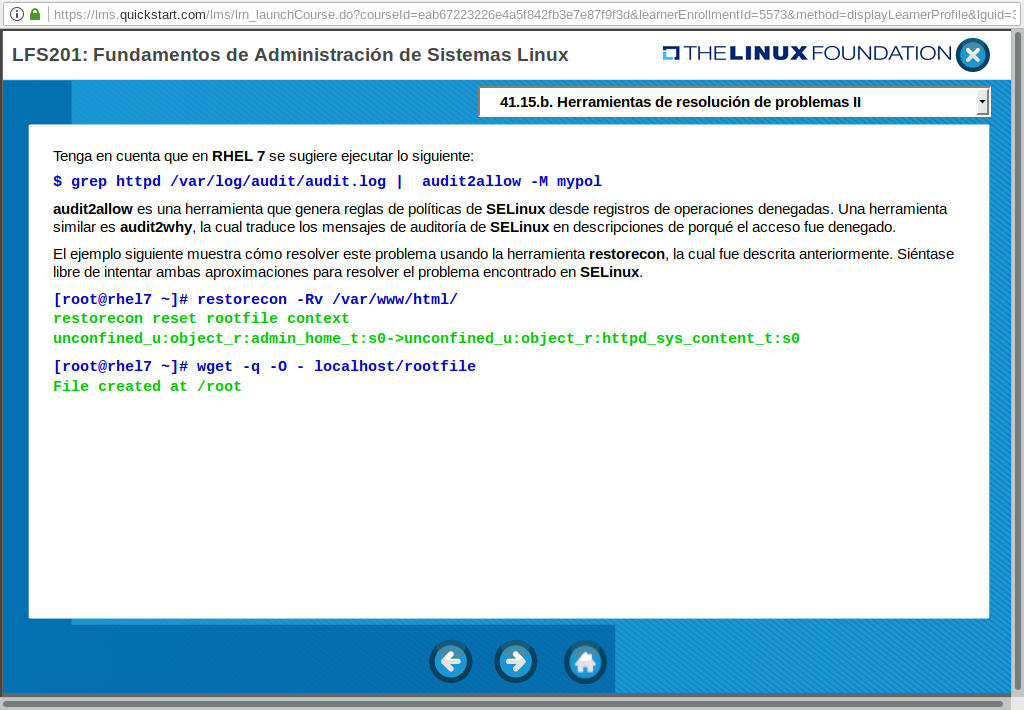 https://lms.quickstart.com/lms/lrn_launchCourse.do?courseId=eab67223226e4a5f842fb3e7e87f9f3d&learnerEnrollmentId=5573&method=displayLearnerProfile&lguid=3
LFS201: Fundamentos de Administración de Sistemas Linux
THE LINUX FOUNDATION
41.15.b. Herramientas de resolución de problemas II
Tenga en cuenta que en RHEL 7 se sugiere ejecutar lo siguiente:
$ grep httpd /var/log/audit/audit.log |  audit2allow -M mypol
audit2allow es una herramienta que genera reglas de políticas de SELinux desde registros de operaciones denegadas. Una herramienta
similar es audit2why, la cual traduce los mensajes de auditoría de SELinux en descripciones de porqué el acceso fue denegado.
El ejemplo siguiente muestra cómo resolver este problema usando la herramienta restorecon, la cual fue descrita anteriormente. Siéntase
libre de intentar ambas aproximaciones para resolver el problema encontrado en SELinux.
[root@rhel7 ~]# restorecon -Rv /var/www/html/
restorecon reset rootfile context
unconfined_u:object_r:admin_home_t:s0->unconfined_u:object_r:httpd_sys_content_t:s0
[root@rhel7 ~]# wget -q -O - localhost/rootfile
File created at /root